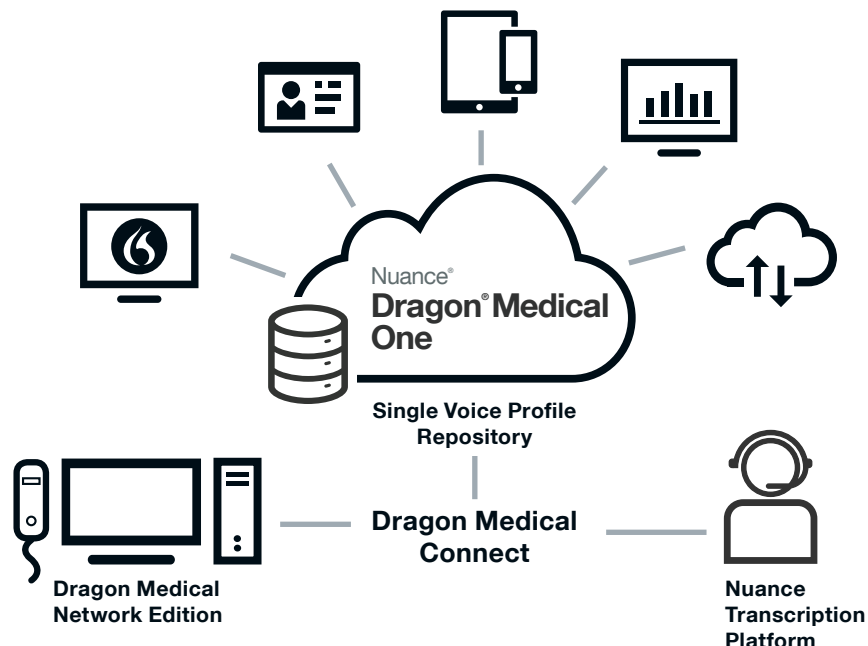 Nuance®
Dragon® Medical
One
Single Voice Profile
Repository
Dragon Medical
Connect
Dragon Medical
Network Edition
Nuance
Transcription
Platform